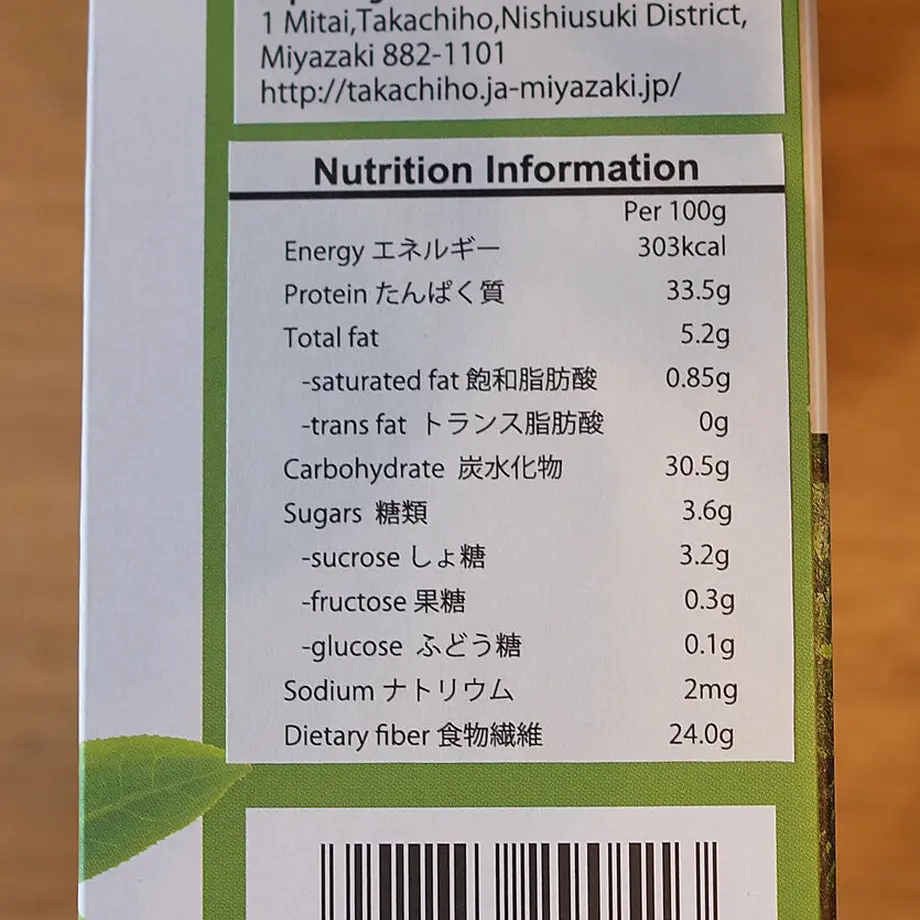 1 Mitai,Takachiho,Nishiusuki District,
Miyazaki 882-1101
http://takachiho.ja-miyazaki.jp/
Nutrition Information
Per 100g
Energy エネルギー 303kcal
Protein たんぱく質 33.5g
Total fat 5.2g
-saturated fat 飽和脂肪酸 0.85g
-trans fat トランス脂肪酸 0g
Carbohydrate 炭水化物 30.5g
Sugars 糖類 3.6g
-sucrose しょ糖 3.2g
-fructose 果糖 0.3g
-glucose ふどう糖 0.1g
Sodium ナトリウム 2mg
Dietary fiber 食物繊維 24.0g